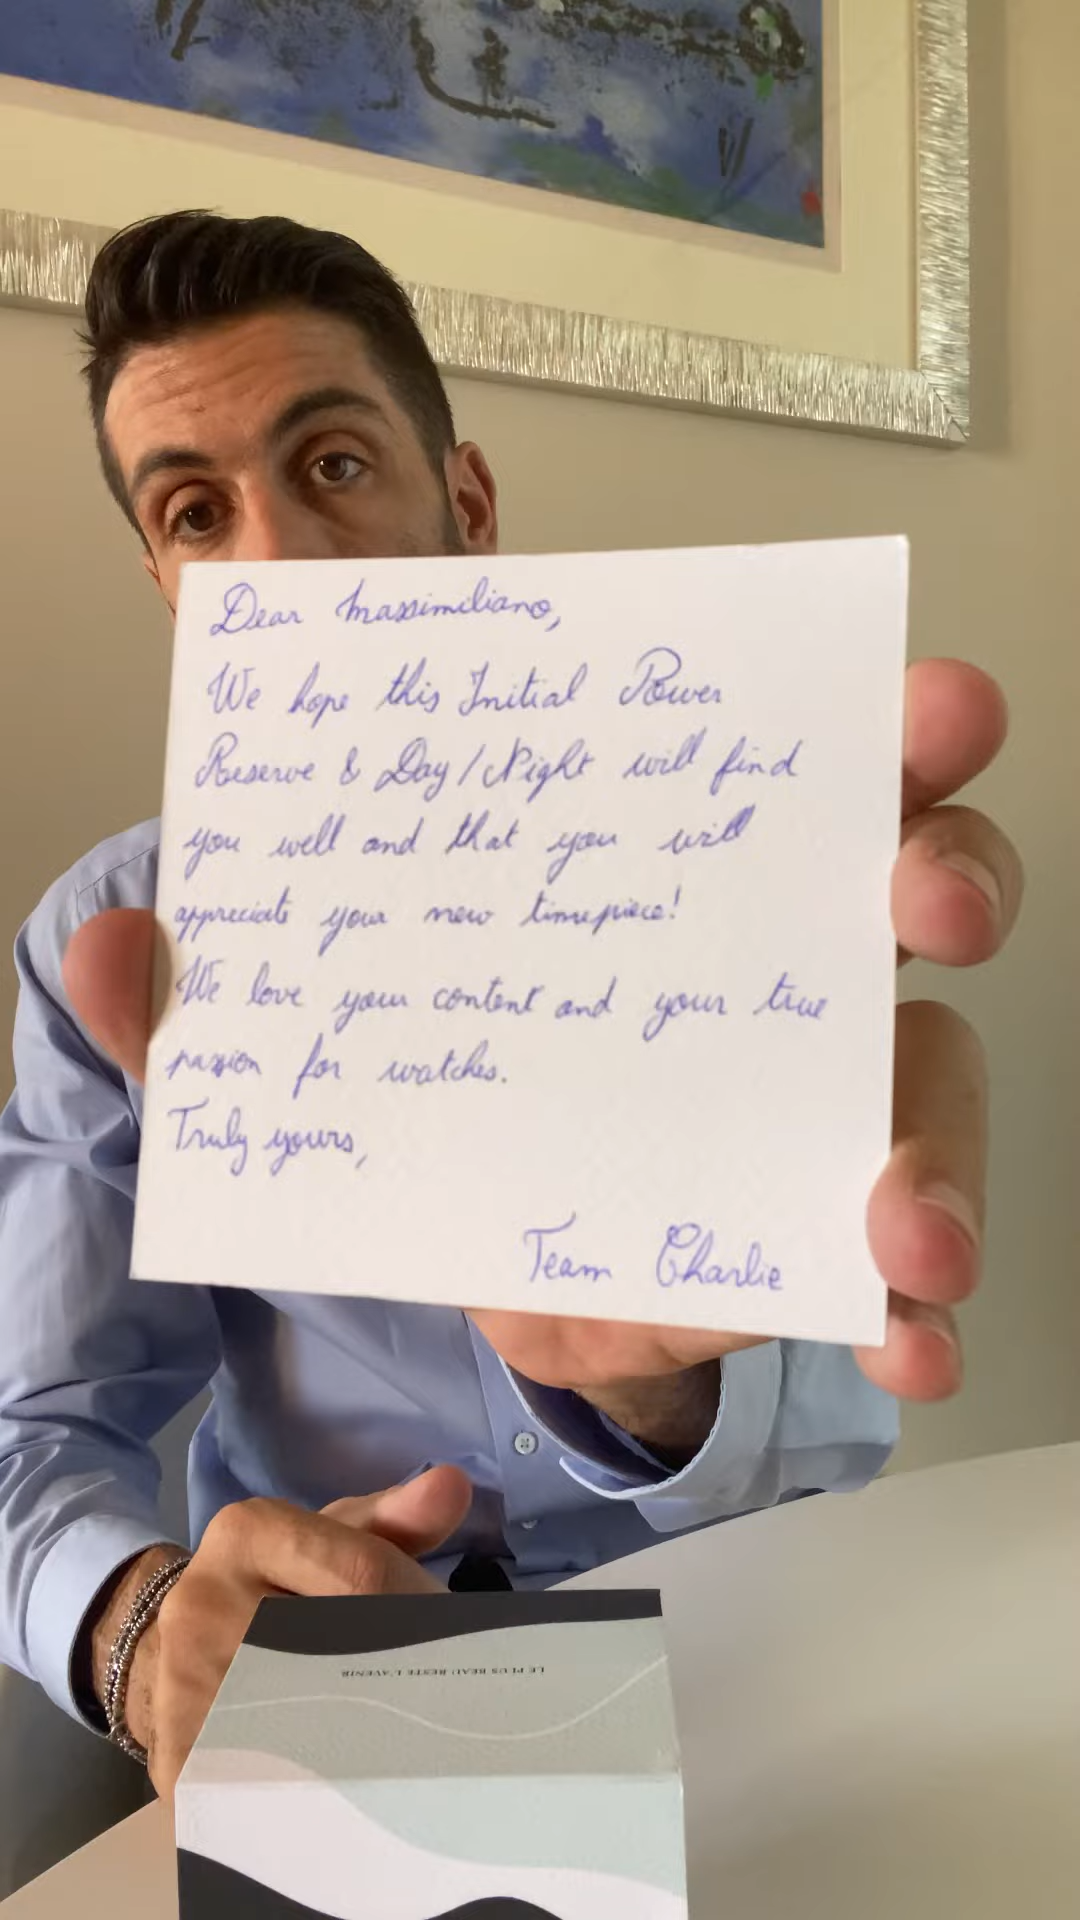 Dear Massimiliano,
We hope this Initial Power
Reserve & Day/Night will find
you well and that you will
appreciate your new timepiece!
We love your content and your true
passion for watches.
Truly yours,
Team Charlie
LE PLUS BEAU RESTE L'AVENIR